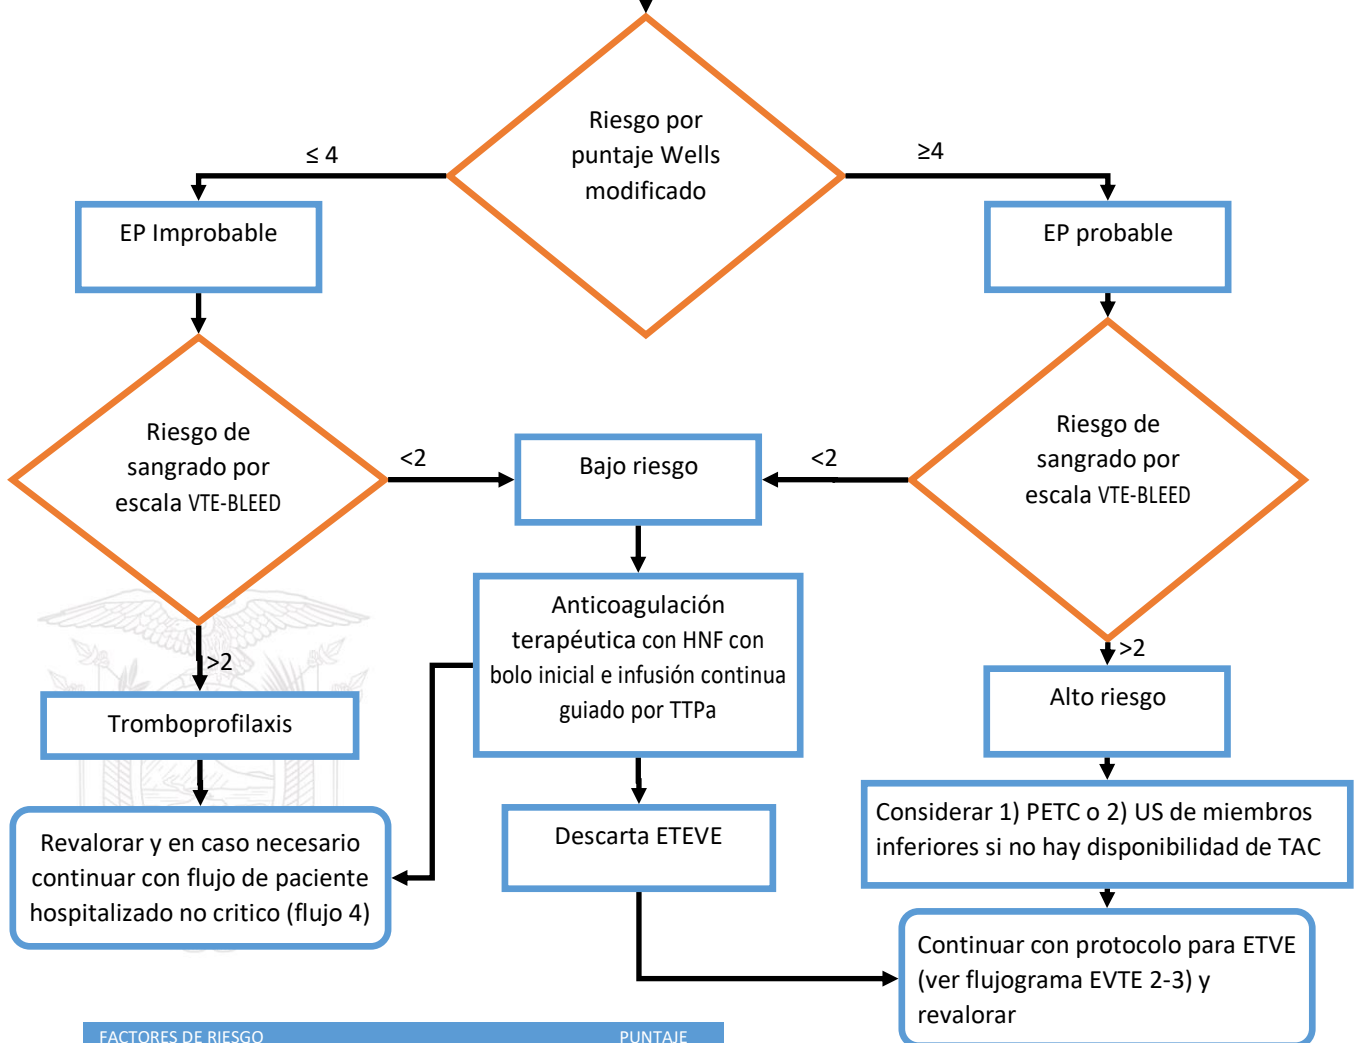 Riesgo por
puntaje Wells
modificado
≤ 4
≥4
EP Improbable
EP probable
Riesgo de
sangrado por
escala VTE-BLEED
<2
Bajo riesgo
<2
Riesgo de
sangrado por
escala VTE-BLEED
Anticoagulación
terapéutica con HNF con
bolo inicial e infusión continua
guiado por TTPa
>2
>2
Tromboprofilaxis
Alto riesgo
Descarta ETEVE
Considerar 1) PETC o 2) US de miembros
inferiores si no hay disponibilidad de TAC
Revalorar y en caso necesario
continuar con flujo de paciente
hospitalizado no critico (flujo 4)
Continuar con protocolo para ETVE
(ver flujograma EVTE 2-3) y
revalorar
FACTORES DE RIESGO PUNTAJE